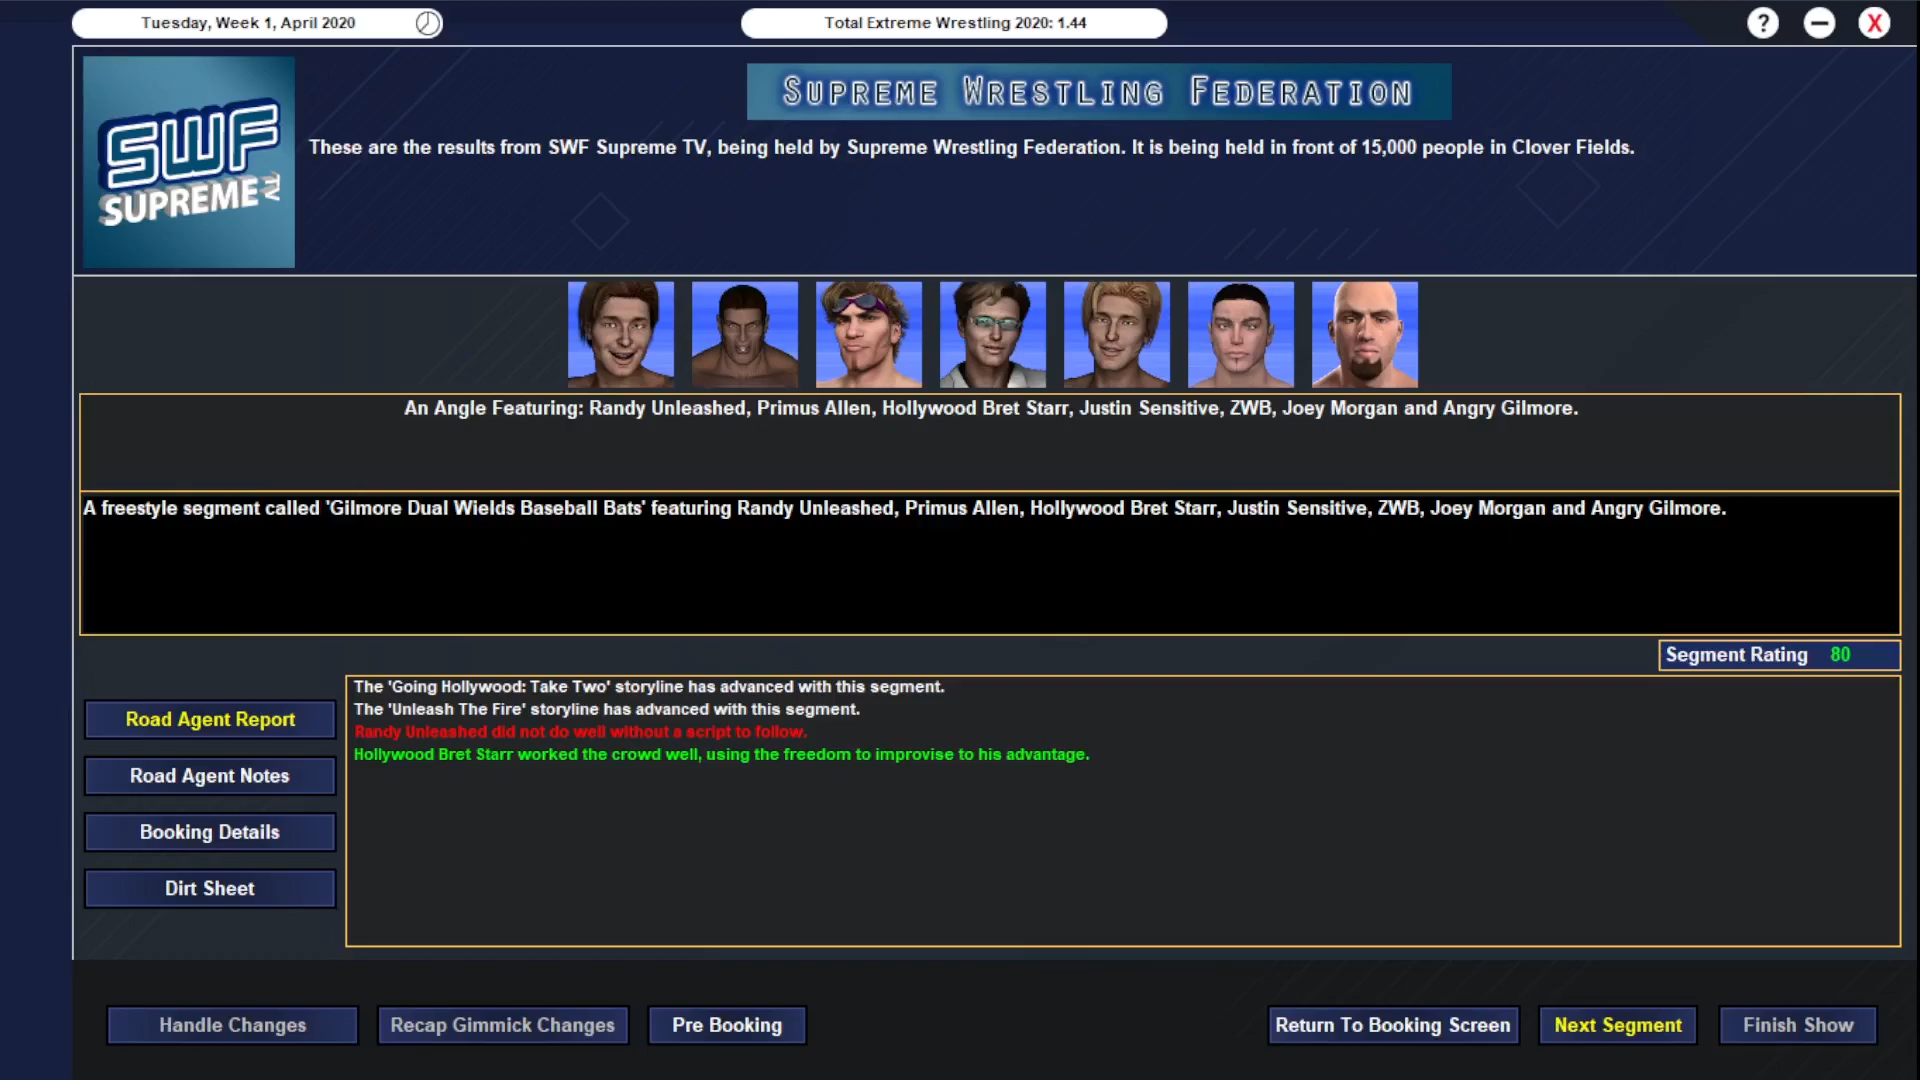 Tuesday, Week 1, April 2020
Total Extreme Wrestling 2020: 1.44
?
X
SWF
SUPREME TV
SUPREME WRESTLING FEDERATION
These are the results from SWF Supreme TV, being held by Supreme Wrestling Federation. It is being held in front of 15,000 people in Clover Fields.
An Angle Featuring: Randy Unleashed, Primus Allen, Hollywood Bret Starr, Justin Sensitive, ZWB, Joey Morgan and Angry Gilmore.
A freestyle segment called 'Gilmore Dual Wields Baseball Bats' featuring Randy Unleashed, Primus Allen, Hollywood Bret Starr, Justin Sensitive, ZWB, Joey Morgan and Angry Gilmore.
Segment Rating 80
Road Agent Report
Road Agent Notes
Booking Details
Dirt Sheet
The 'Going Hollywood: Take Two' storyline has advanced with this segment.
The 'Unleash The Fire' storyline has advanced with this segment.
Randy Unleashed did not do well without a script to follow.
Hollywood Bret Starr worked the crowd well, using the freedom to improvise to his advantage.
Handle Changes
Recap Gimmick Changes
Pre Booking
Return To Booking Screen
Next Segment
Finish Show